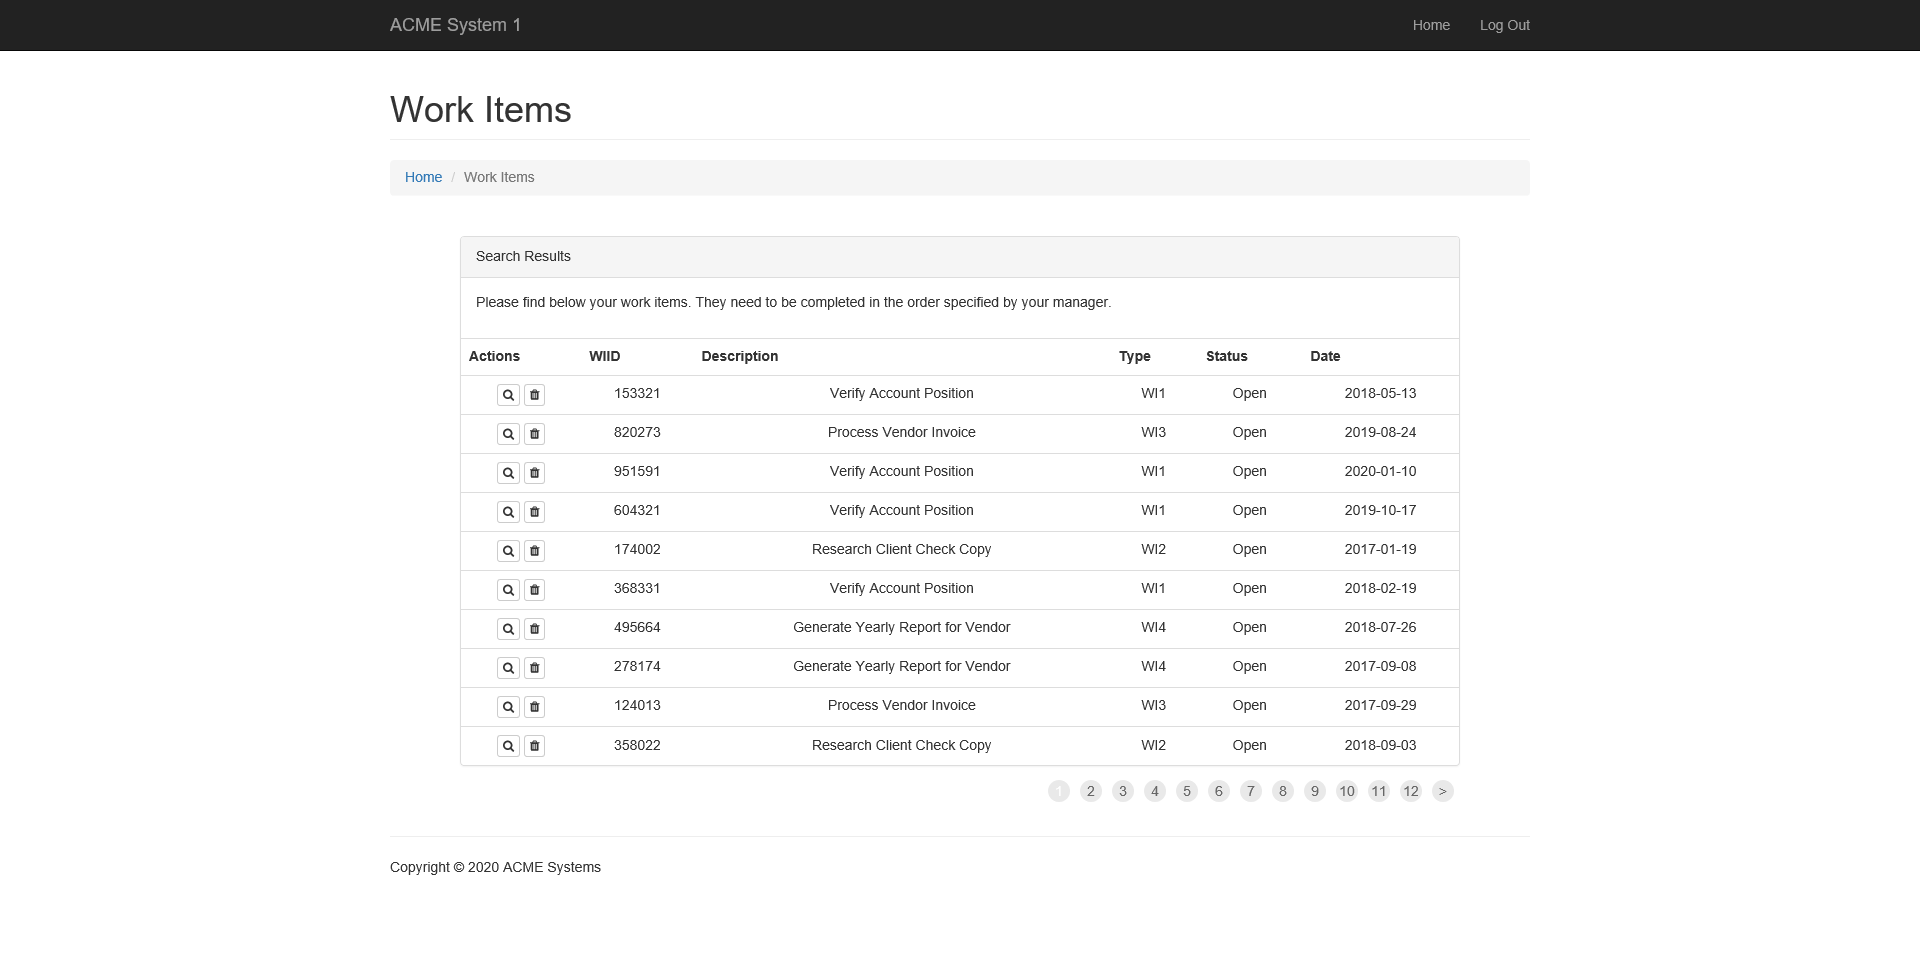 ACME System 1 Home Log Out
Work Items
Home / Work Items
Search Results
Please find below your work items. They need to be completed in the order specified by your manager.
Actions WIID Description Type Status Date
153321 Verify Account Position WI1 Open 2018-05-13
820273 Process Vendor Invoice WI3 Open 2019-08-24
951591 Verify Account Position WI1 Open 2020-01-10
604321 Verify Account Position WI1 Open 2019-10-17
174002 Research Client Check Copy WI2 Open 2017-01-19
368331 Verify Account Position WI1 Open 2018-02-19
495664 Generate Yearly Report for Vendor WI4 Open 2018-07-26
278174 Generate Yearly Report for Vendor WI4 Open 2017-09-08
124013 Process Vendor Invoice WI3 Open 2017-09-29
358022 Research Client Check Copy WI2 Open 2018-09-03
1 2 3 4 5 6 7 8 9 10 11 12 >
Copyright © 2020 ACME Systems